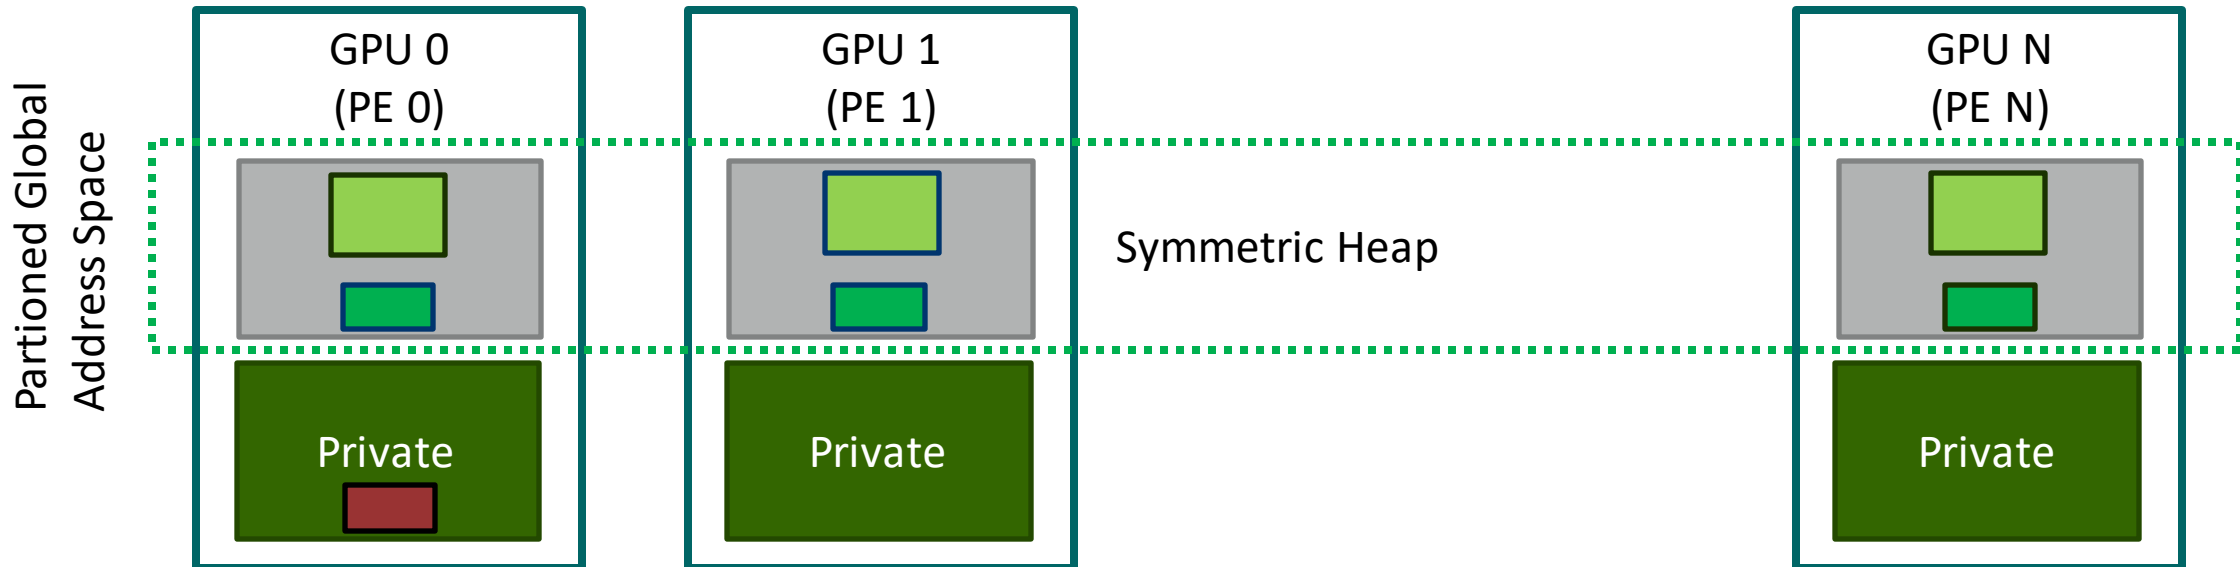 Partioned Global
Address Space
GPU 0
(PE 0)
GPU 1
(PE 1)
GPU N
(PE N)
Symmetric Heap
Private
Private
Private